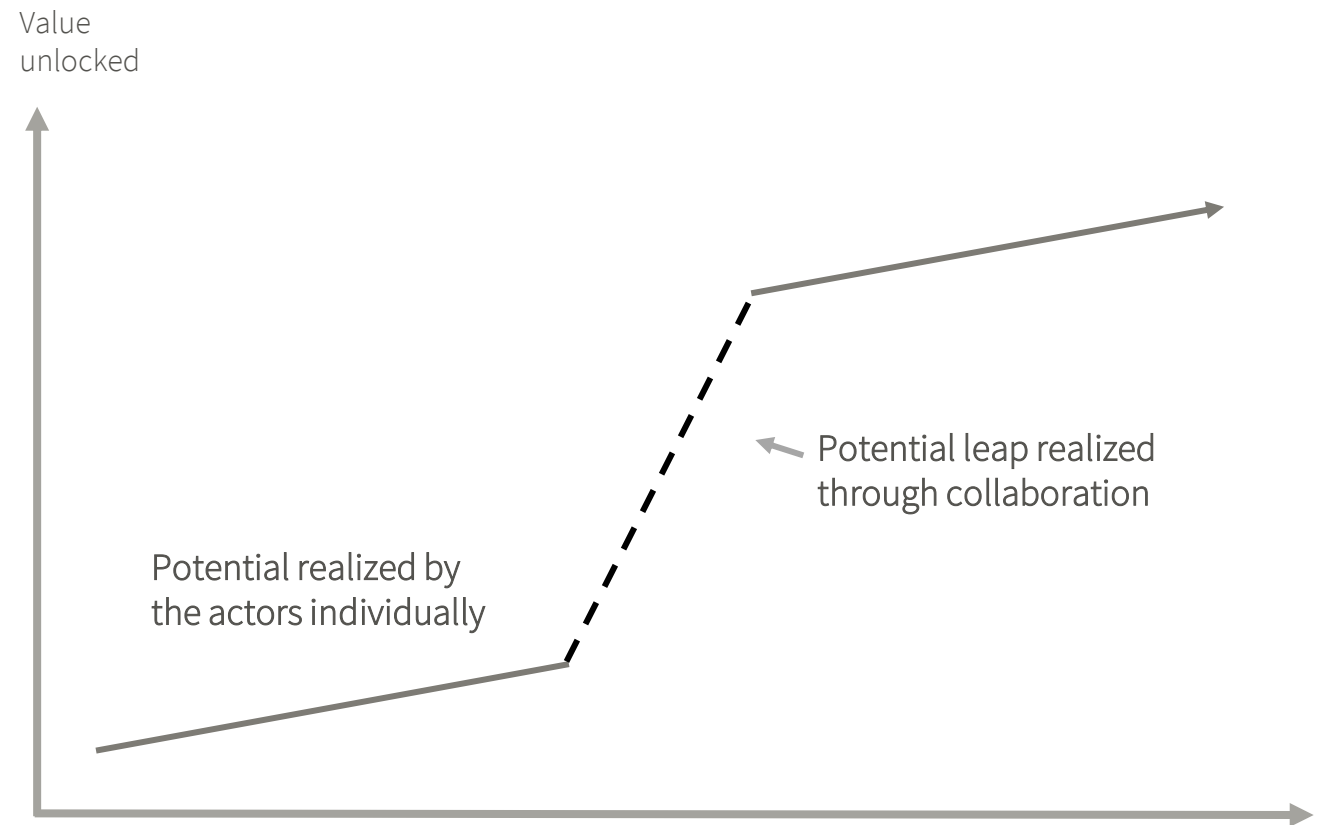 Value
unlocked
Potential leap realized
through collaboration
Potential realized by
the actors individually